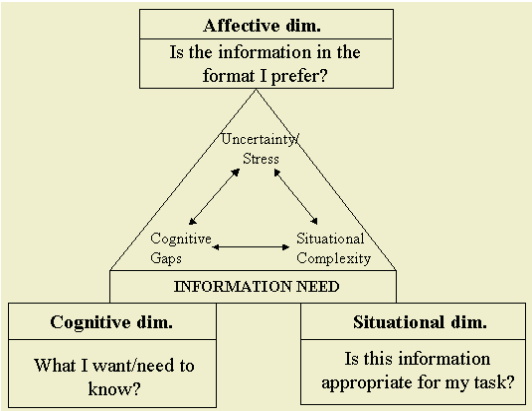 Affective dim.
Is the information in the
format I prefer?
Uncertainty/
Stress
Cognitive
Gaps
Situational
Complexity
INFORMATION NEED
Cognitive dim.
What I want/need to
know?
Situational dim.
Is this information
appropriate for my task?